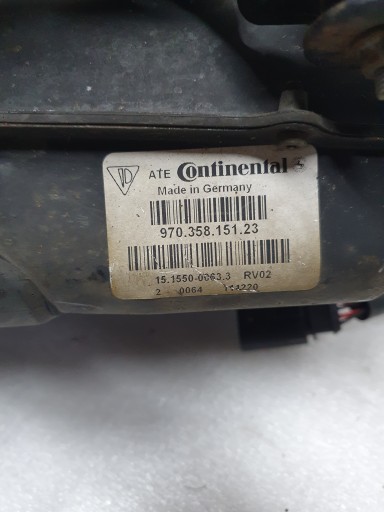 ATE Continental
Made in Germany
970.358.151.23
15.1550-0063.3 RV02
2 0064